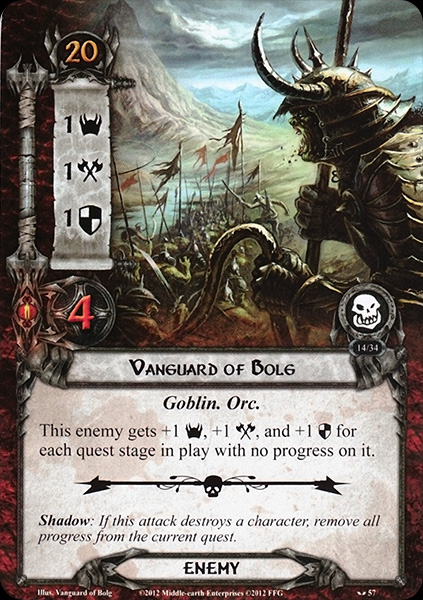 20
1
1
1
4
14/34
Vanguard of Bolg
Goblin. Orc.
This enemy gets +1 , +1 , and +1 for
each quest stage in play with no progress on it.
Shadow: If this attack destroys a character, remove all
progress from the current quest.
ENEMY
Illus. Vanguard of Bolg ©2012 Middle-earth Enterprises ©2012 FFG 57